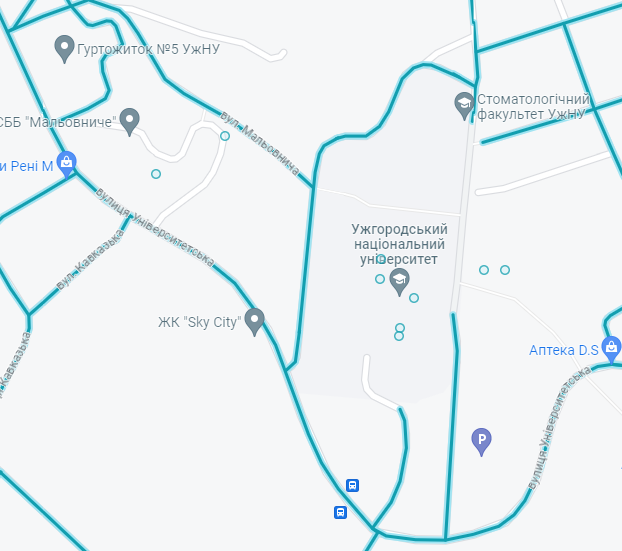 Гуртожиток №5 УжНУ
Стоматологічний
факультет УжНУ
СББ "Мальовниче"
вул. Мальовнича
и Рені М
вулиця Університетська
Ужгородський
національний
університет
вул. Кавказька
ЖК "Sky City"
Аптека D.S
Кавказька
вулиця Університетська
P